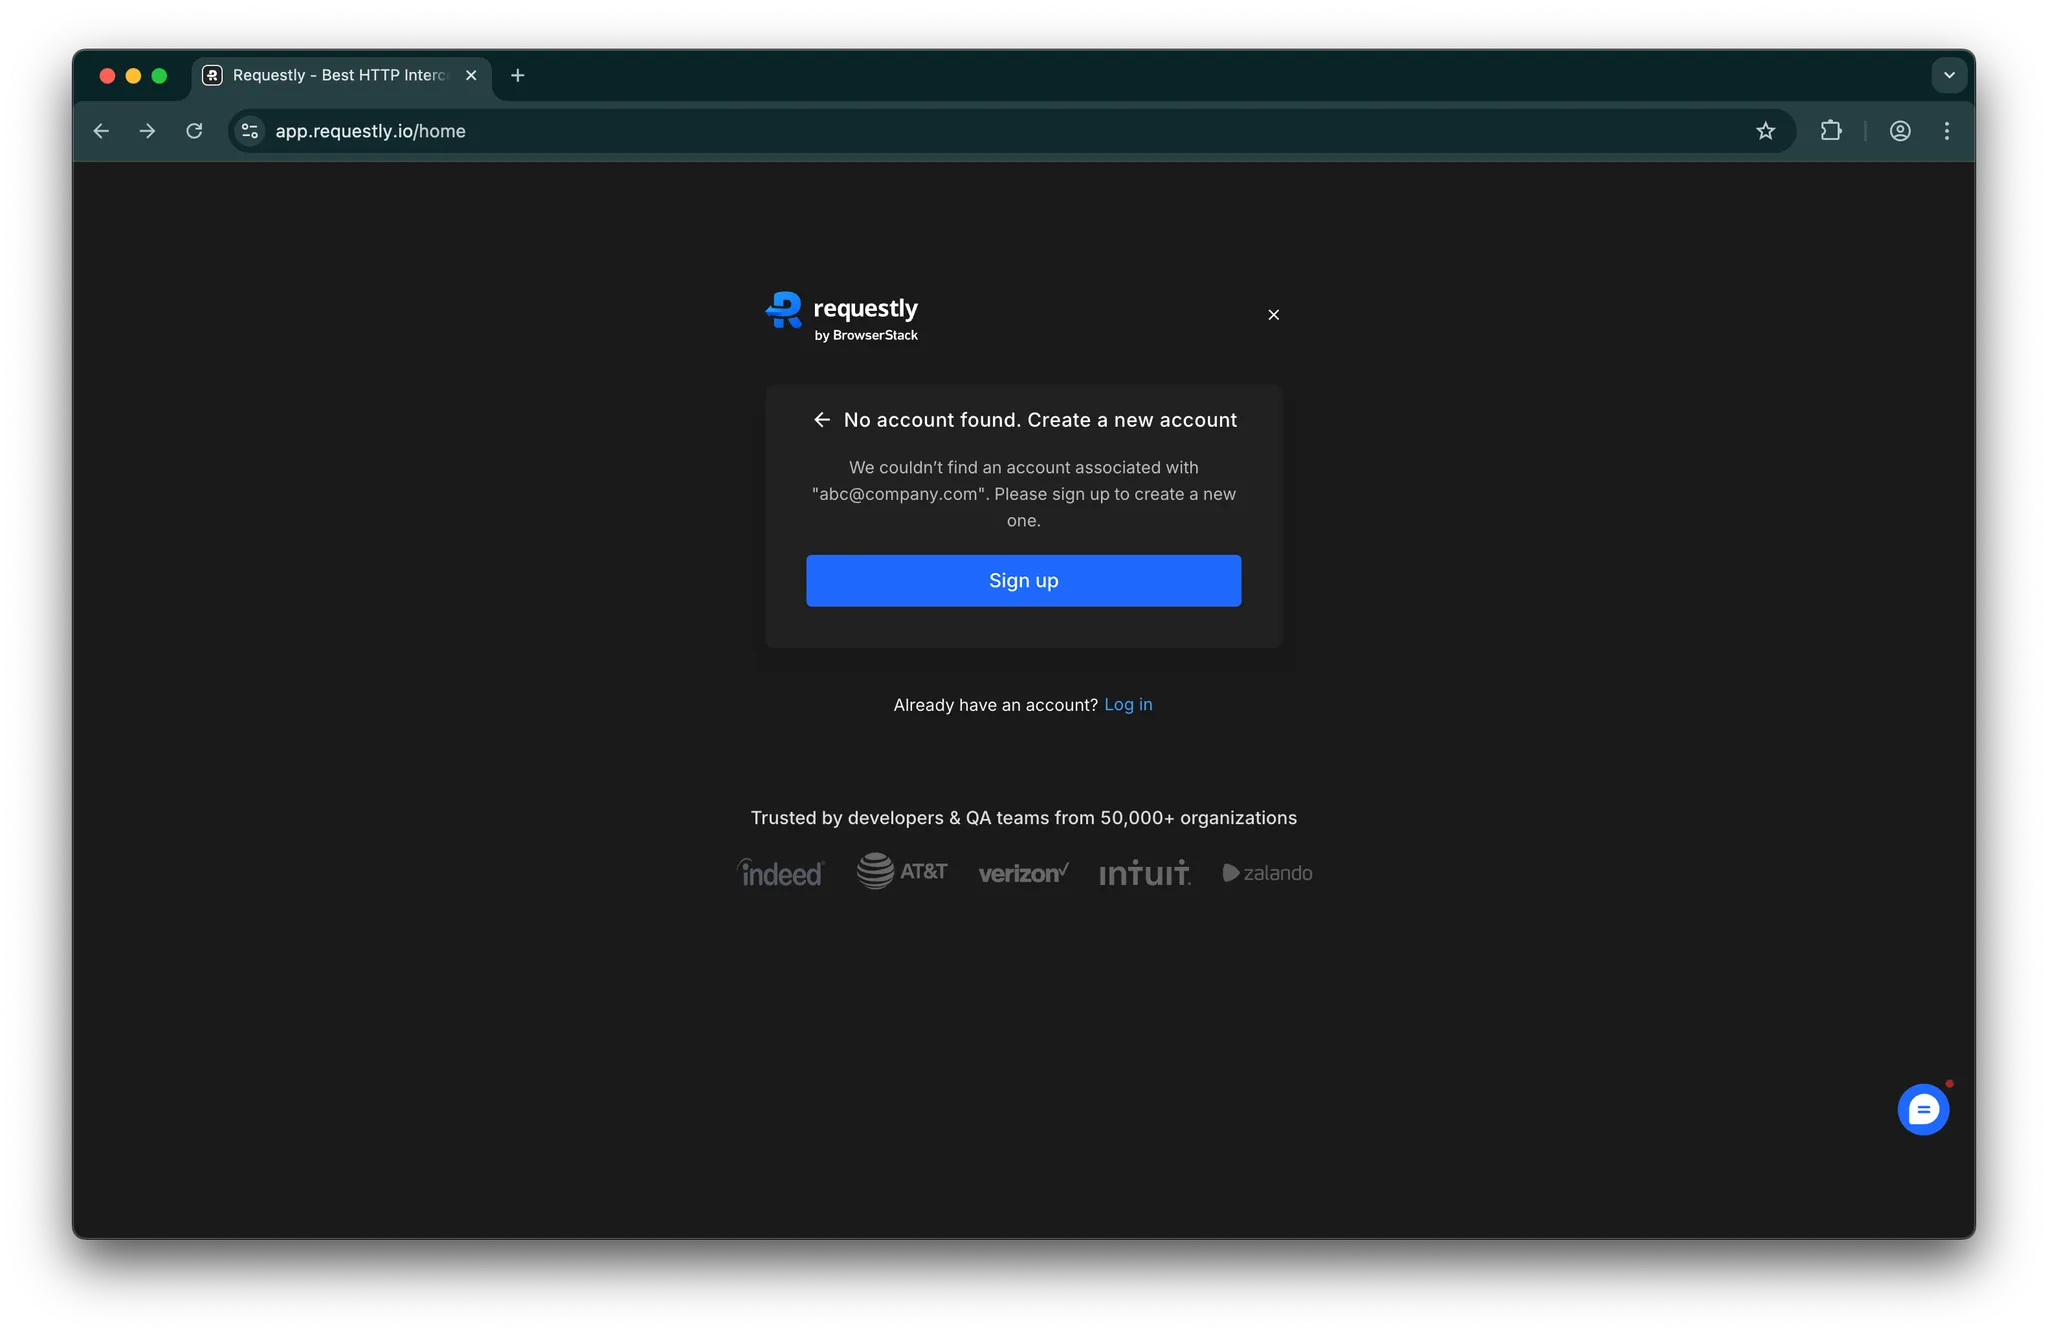 Requestly - Best HTTP Interc
app.requestly.io/home
requestly
by BrowserStack
No account found. Create a new account
We couldn’t find an account associated with
"abc@company.com". Please sign up to create a new
one.
Sign up
Already have an account? Log in
Trusted by developers & QA teams from 50,000+ organizations
indeed AT&T verizon intuit. zalando